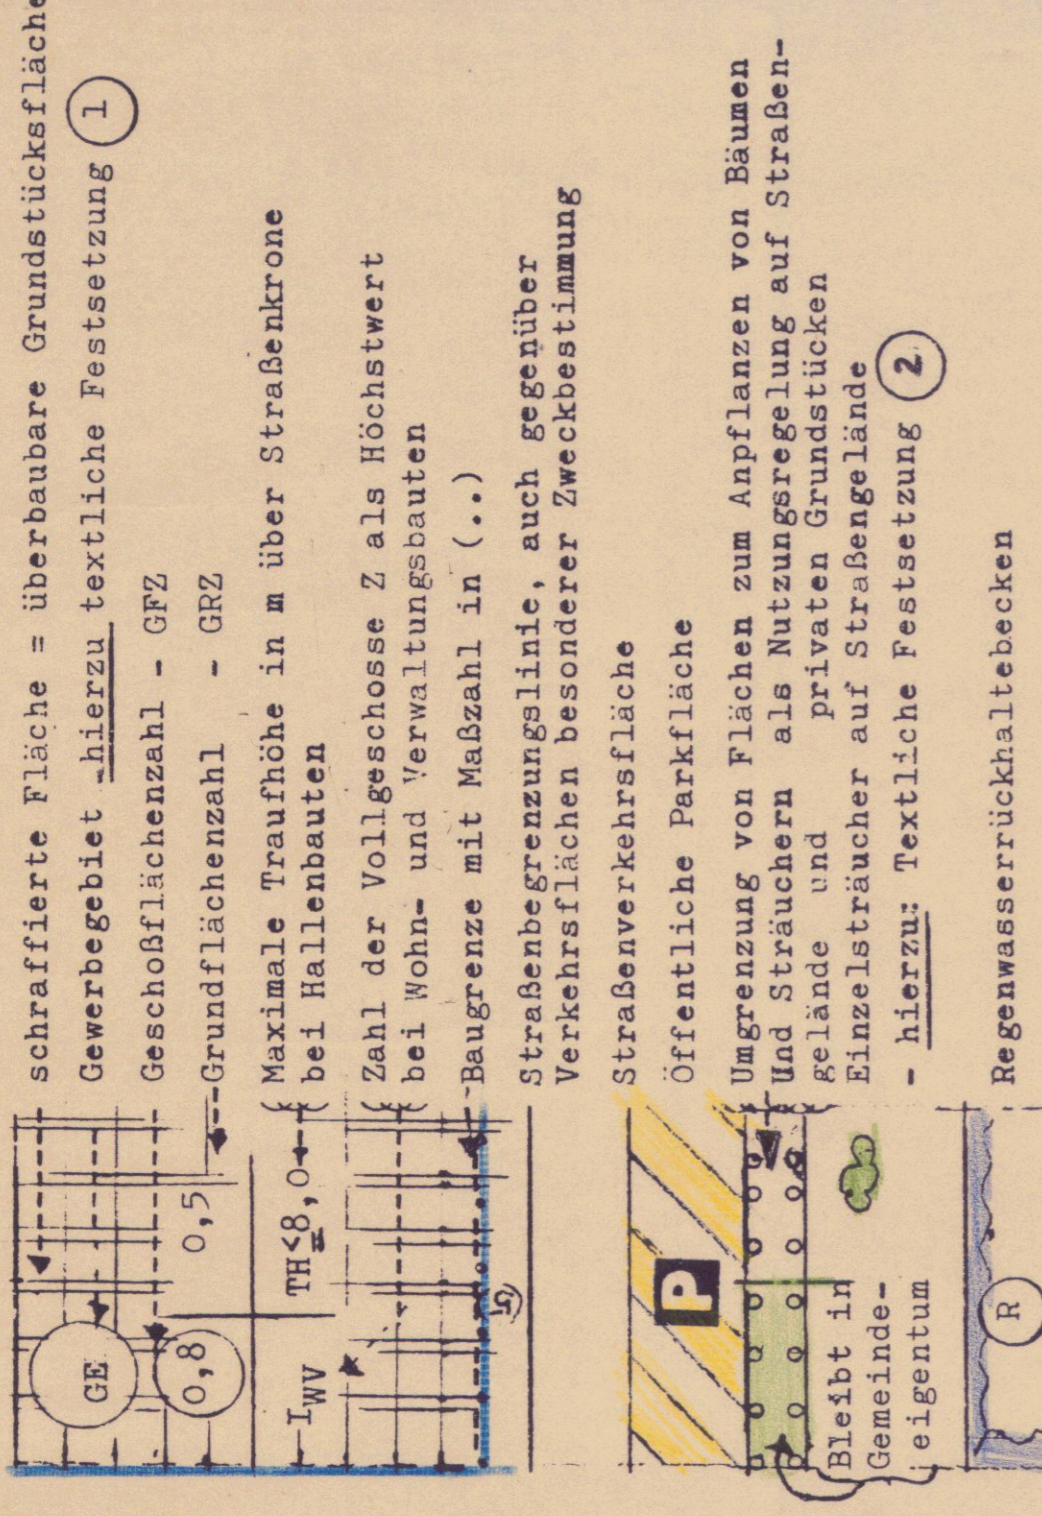 schraffierte Fläche = überbaubare Grundstücksfläche
GE
Gewerbegebiet -hierzu textliche Festsetzung 1
0,8
Geschoßflächenzahl - GFZ
0,5
Grundflächenzahl - GRZ
TH≤8,0
Maximale Traufhöhe in m über Straßenkrone
bei Hallenbauten
I WV
Zahl der Vollgeschosse Z als Höchstwert
bei Wohn- und Verwaltungsbauten
Baugrenze mit Maßzahl in (..)
(5)
Straßenbegrenzungslinie, auch gegenüber
Verkehrsflächen besonderer Zweckbestimmung
Straßenverkehrsfläche
P
Öffentliche Parkfläche
Umgrenzung von Flächen zum Anpflanzen von Bäumen
Und Sträuchern als Nutzungsregelung auf Straßen-
gelände und privaten Grundstücken
Bleibt in
Gemeinde-
eigentum
Einzelsträucher auf Straßengelände
- hierzu: Textliche Festsetzung 2
R
Regenwasserrückhaltebecken